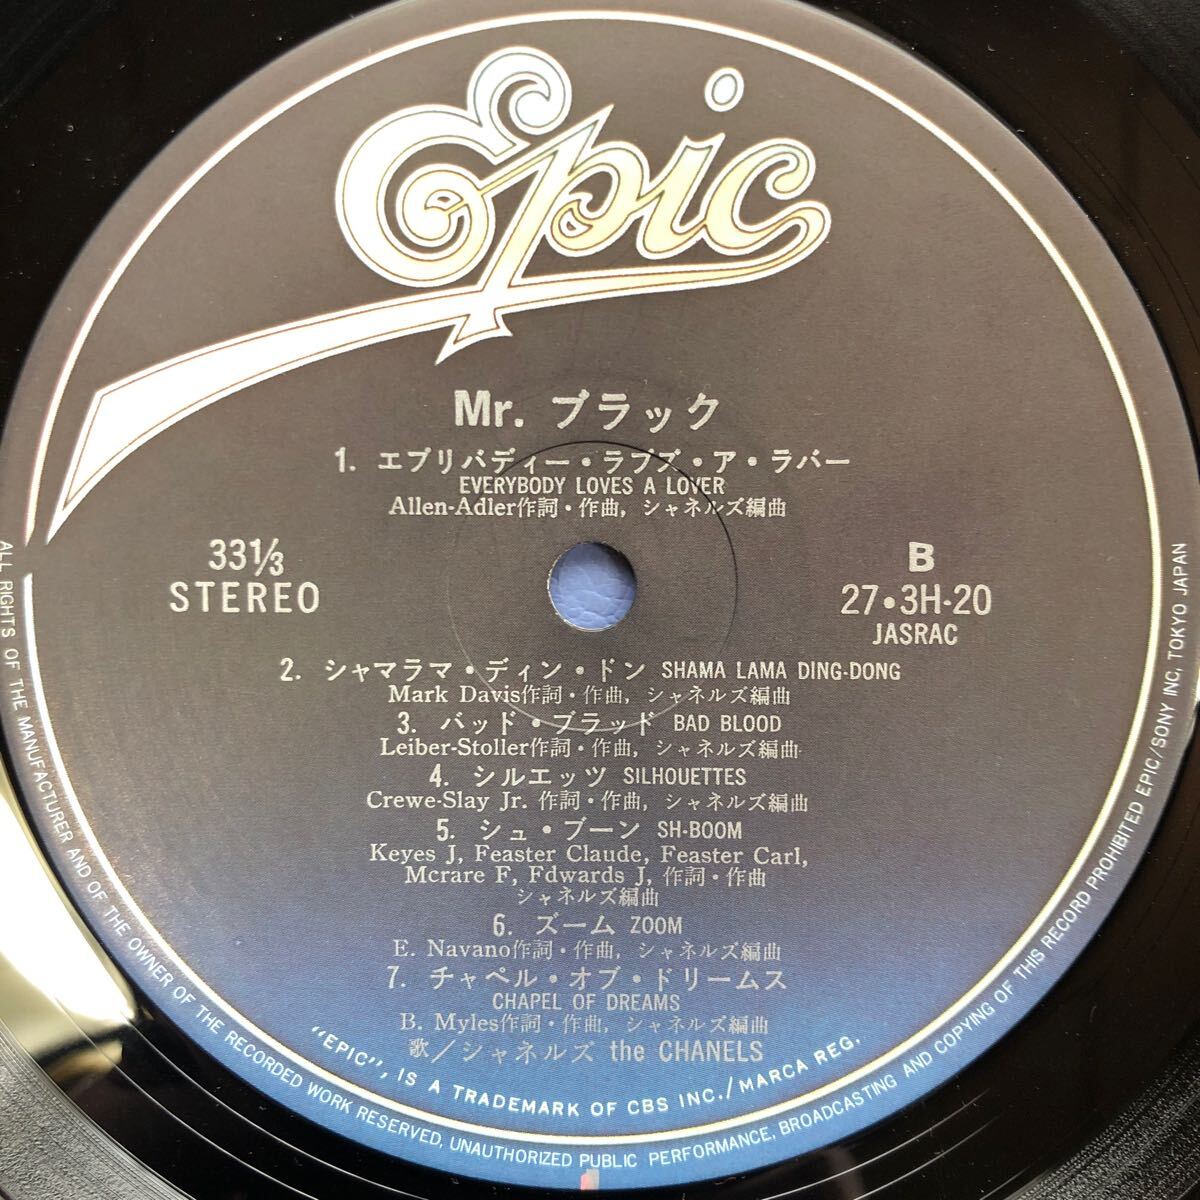 Epic
Mr. ブラック
1. エブリバディー・ラブズ・ア・ラバー
EVERYBODY LOVES A LOVER
Allen-Adler作詞・作曲, シャネルズ編曲
33⅓
STEREO
B
27・3H-20
JASRAC
2. シャマラマ・ディン・ドン SHAMA LAMA DING-DONG
Mark Davis作詞・作曲, シャネルズ編曲
3. バッド・ブラッド BAD BLOOD
Leiber-Stoller作詞・作曲, シャネルズ編曲
4. シルエッツ SILHOUETTES
Crewe-Slay Jr. 作詞・作曲, シャネルズ編曲
5. シュ・ブーン SH-BOOM
Keyes J, Feaster Claude, Feaster Carl,
Mcrare F, Fdwards J, 作詞・作曲
シャネルズ編曲
6. ズーム ZOOM
E. Navano作詞・作曲, シャネルズ編曲
7. チャペル・オブ・ドリームス
CHAPEL OF DREAMS
B. Myles作詞・作曲, シャネルズ編曲
歌/シャネルズ the CHANELS
"EPIC", IS A TRADEMARK OF CBS INC./MARCA REG.
ALL RIGHTS OF THE MANUFACTURER AND OF THE OWNER OF THE RECORDED WORK RESERVED, UNAUTHORIZED PUBLIC PERFORMANCE, BROADCASTING AND COPYING OF THIS RECORD PROHIBITED EPIC/SONY INC, TOKYO JAPAN